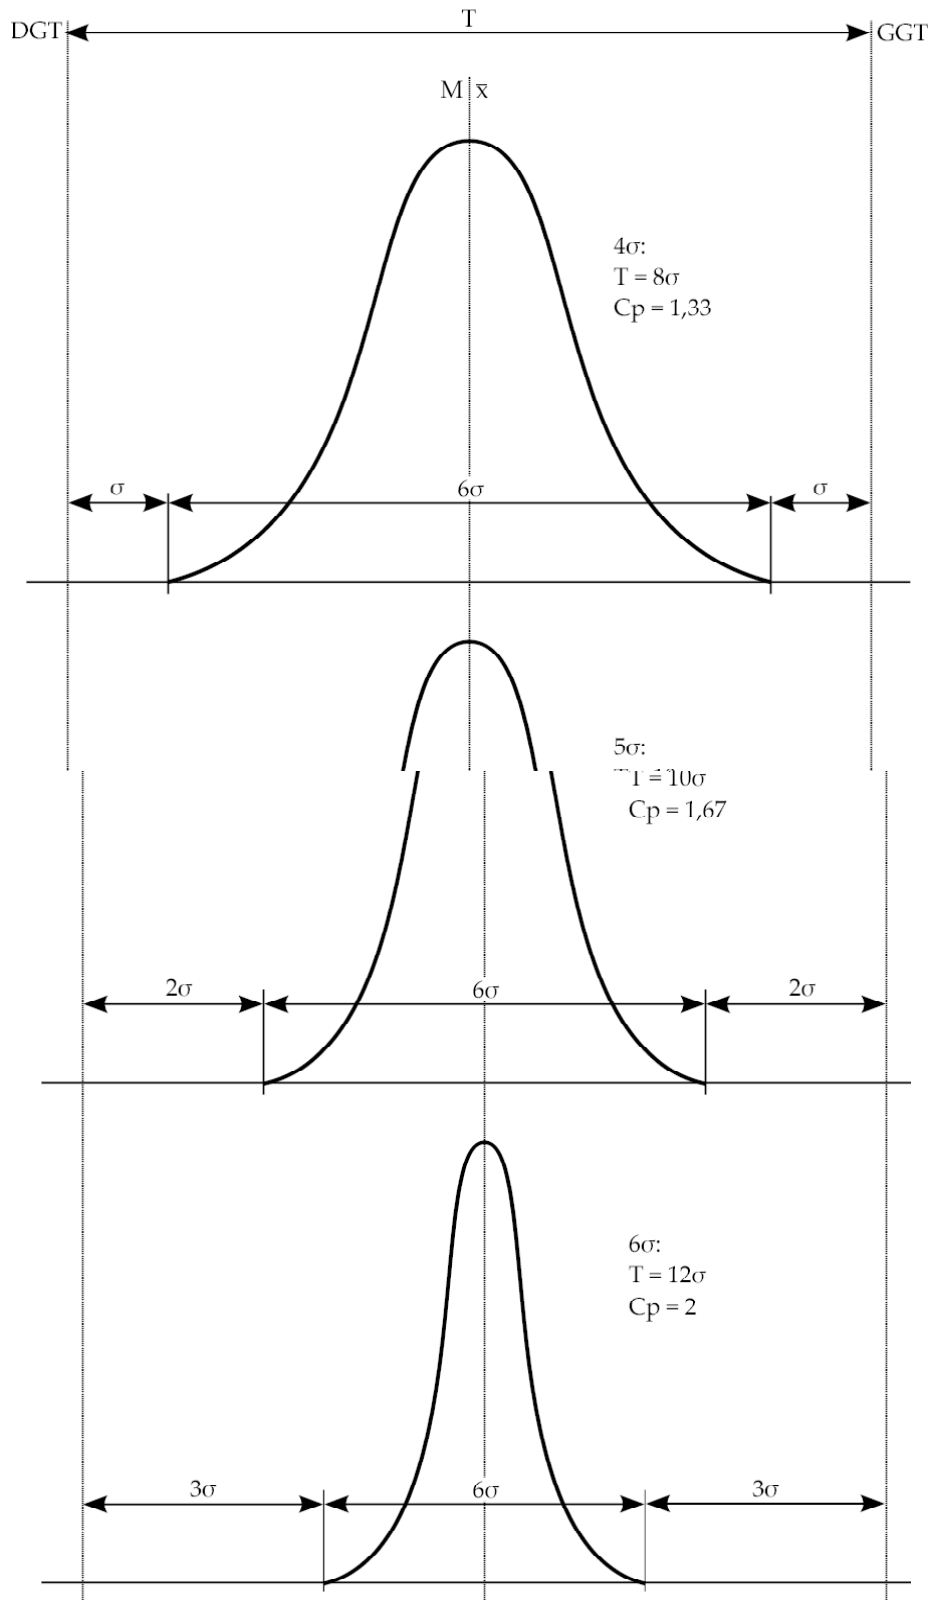 DGT T GGT
M x̄
4σ:
T = 8σ
Cp = 1,33
σ 6σ σ
5σ:
T = 10σ
Cp = 1,67
2σ 6σ 2σ
6σ:
T = 12σ
Cp = 2
3σ 6σ 3σ